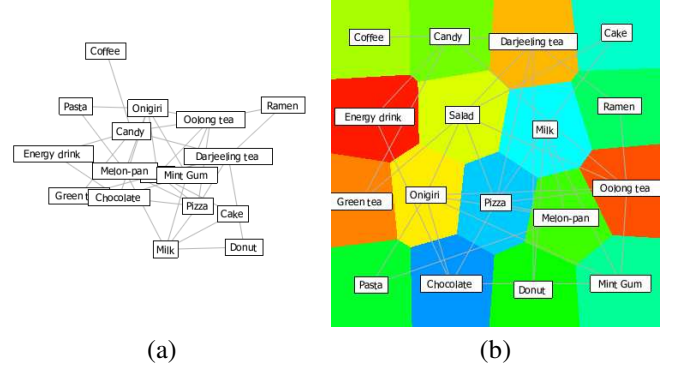 Coffee
Pasta
Onigiri
Ramen
Oolong tea
Candy
Energy drink
Darjeeling tea
Melon-pan
Mint Gum
Green t
Chocolate
Pizza
Cake
Milk
Donut
(a)
Coffee
Candy
Darjeeling tea
Cake
Energy drink
Salad
Ramen
Milk
Green tea
Onigiri
Pizza
Oolong tea
Melon-pan
Pasta
Chocolate
Donut
Mint Gum
(b)